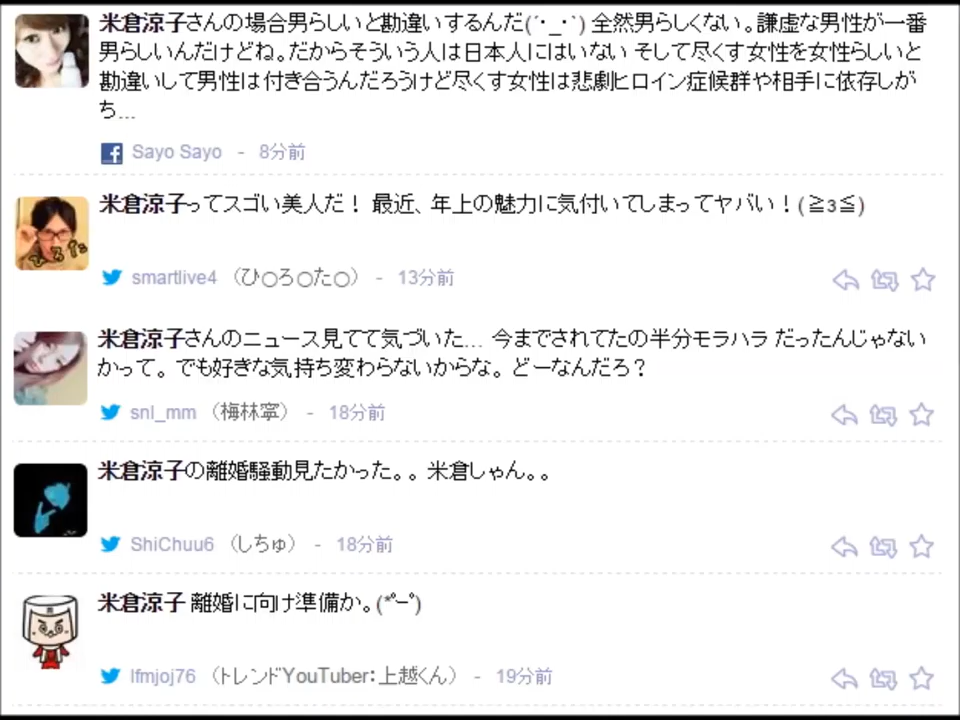 米倉涼子さんの場合男らしいと勘違いするんだ(´･_･`) 全然男らしくない。謙虚な男性が一番
男らしいんだけどね。だからそういう人は日本人にはいない そして尽くす女性を女性らしいと
勘違いして男性は付き合うんだろうけど尽くす女性は悲劇ヒロイン症候群や相手に依存しが
ち...
Sayo Sayo - 8分前
米倉涼子ってスゴい美人だ！ 最近、年上の魅力に気付いてしまってヤバい！(≧3≦)
smartlive4 （ひ○ろ○た○） - 13分前
米倉涼子さんのニュース見てて気づいた... 今までされてたの半分モラハラ だったんじゃない
かって。でも好きな気持ち変わらないからな。どーなんだろ？
snl_mm （梅林寧） - 18分前
米倉涼子の離婚騒動見たかった。。米倉しゃん。。
ShiChuu6 （しちゅ） - 18分前
米倉涼子 離婚に向け準備か。(*ﾟｰﾟ)
lfmjoj76 （トレンドYouTuber：上越くん） - 19分前